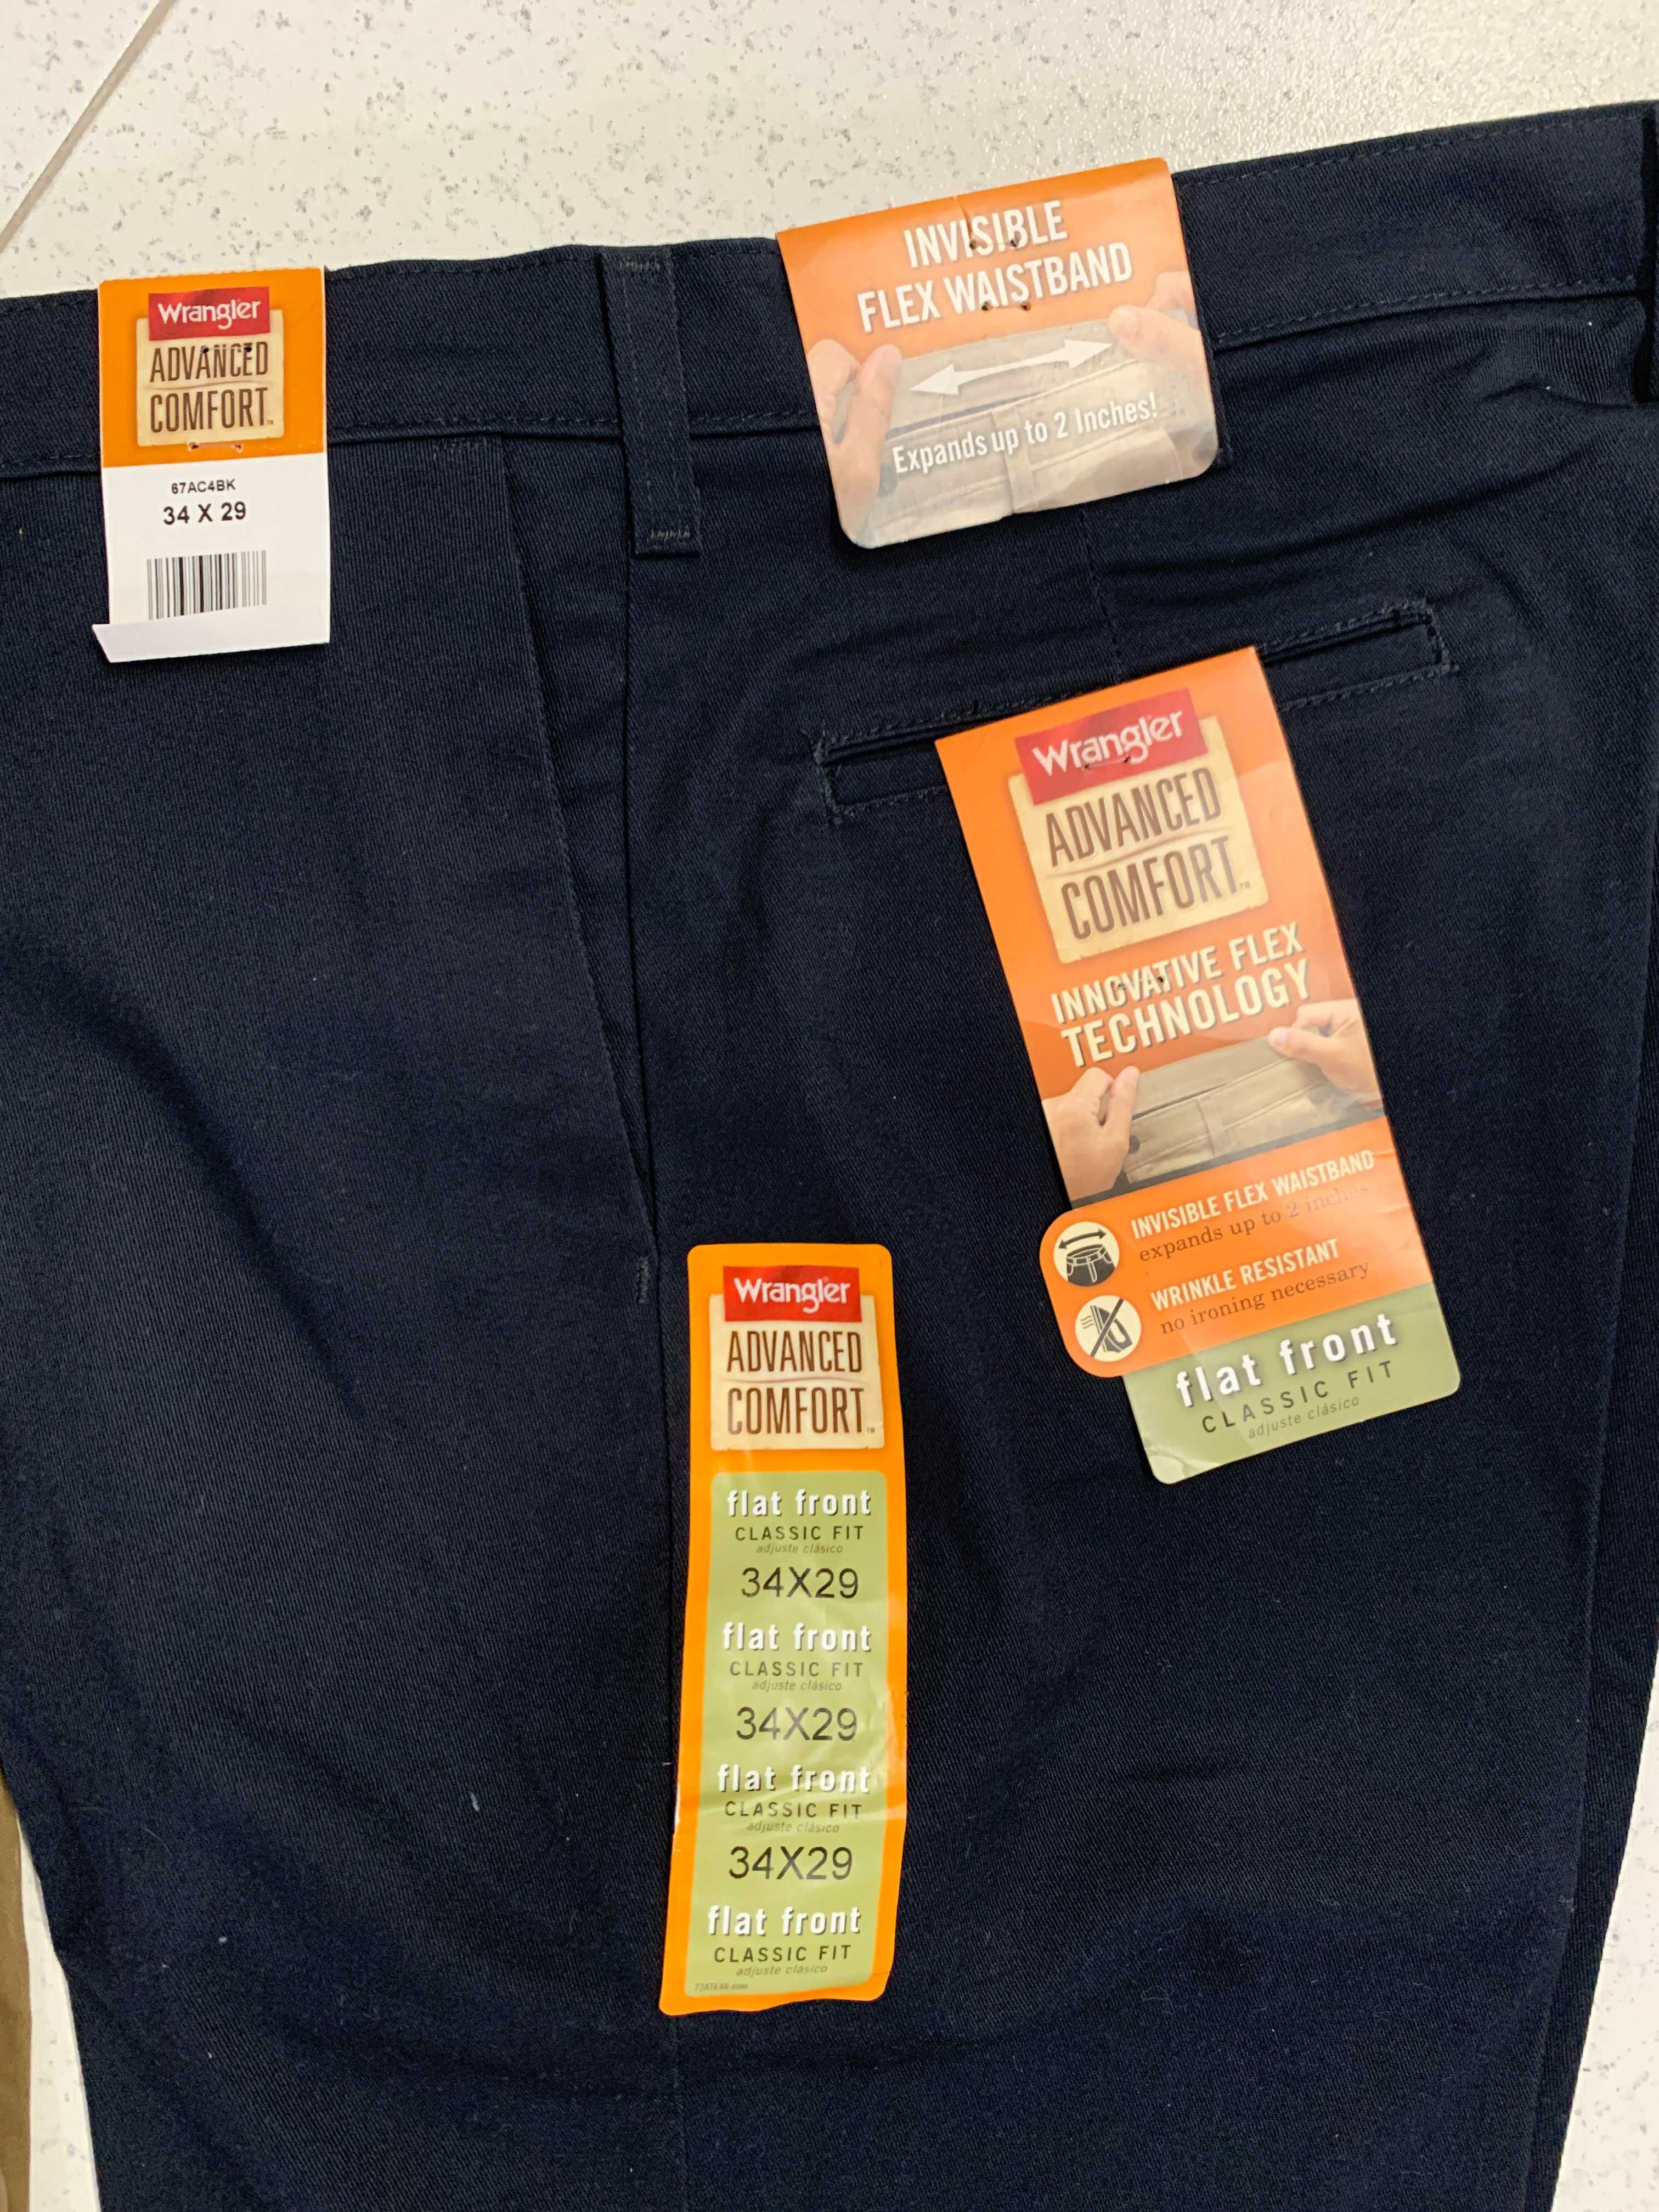 Wrangler
ADVANCED
COMFORT™
67AC4BK
34 X 29
INVISIBLE
FLEX WAISTBAND
Expands up to 2 Inches!
Wrangler
ADVANCED
COMFORT™
INNOVATIVE FLEX
TECHNOLOGY
INVISIBLE FLEX WAISTBAND
expands up to 2 inches
WRINKLE RESISTANT
no ironing necessary
flat front
CLASSIC FIT
adjuste clásico
Wrangler
ADVANCED
COMFORT™
flat front
CLASSIC FIT
adjuste clásico
34X29
flat front
CLASSIC FIT
adjuste clásico
34X29
flat front
CLASSIC FIT
adjuste clásico
34X29
flat front
CLASSIC FIT
adjuste clásico